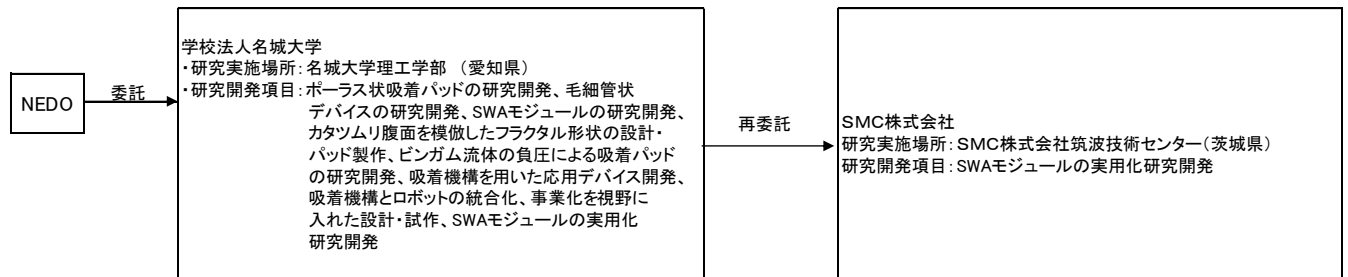 NEDO
委託
学校法人名城大学
・研究実施場所：名城大学理工学部 （愛知県）
・研究開発項目：ポーラス状吸着パッドの研究開発、毛細管状
デバイスの研究開発、SWAモジュールの研究開発、
カタツムリ腹面を模倣したフラクタル形状の設計・
パッド製作、ビンガム流体の負圧による吸着パッド
の研究開発、吸着機構を用いた応用デバイス開発、
吸着機構とロボットの統合化、事業化を視野に
入れた設計・試作、SWAモジュールの実用化
研究開発
再委託
ＳＭＣ株式会社
研究実施場所：ＳＭＣ株式会社筑波技術センター（茨城県）
研究開発項目：SWAモジュールの実用化研究開発